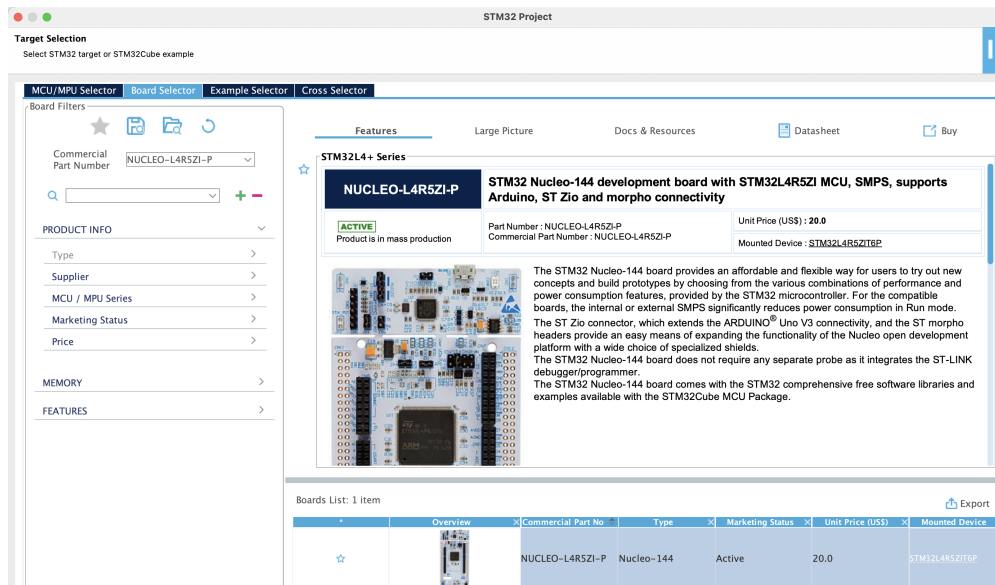 STM32 Project
Target Selection
Select STM32 target or STM32Cube example
MCU/MPU Selector
Board Selector
Example Selector
Cross Selector
Board Filters
Commercial
Part Number
NUCLEO-L4R5ZI-P
PRODUCT INFO
Type
Supplier
MCU / MPU Series
Marketing Status
Price
MEMORY
FEATURES
Features
Large Picture
Docs & Resources
Datasheet
Buy
STM32L4+ Series
NUCLEO-L4R5ZI-P
STM32 Nucleo-144 development board with STM32L4R5ZI MCU, SMPS, supports
Arduino, ST Zio and morpho connectivity
ACTIVE
Product is in mass production
Part Number : NUCLEO-L4R5ZI-P
Commercial Part Number : NUCLEO-L4R5ZI-P
Unit Price (US$) : 20.0
Mounted Device : STM32L4R5ZIT6P
The STM32 Nucleo-144 board provides an affordable and flexible way for users to try out new
concepts and build prototypes by choosing from the various combinations of performance and
power consumption features, provided by the STM32 microcontroller. For the compatible
boards, the internal or external SMPS significantly reduces power consumption in Run mode.
The ST Zio connector, which extends the ARDUINO® Uno V3 connectivity, and the ST morpho
headers provide an easy means of expanding the functionality of the Nucleo open development
platform with a wide choice of specialized shields.
The STM32 Nucleo-144 board does not require any separate probe as it integrates the ST-LINK
debugger/programmer.
The STM32 Nucleo-144 board comes with the STM32 comprehensive free software libraries and
examples available with the STM32Cube MCU Package.
Boards List: 1 item
Export
* Overview Commercial Part No Type Marketing Status Unit Price (US$) Mounted Device
NUCLEO-L4R5ZI-P Nucleo-144 Active 20.0 STM32L4R5ZIT6P